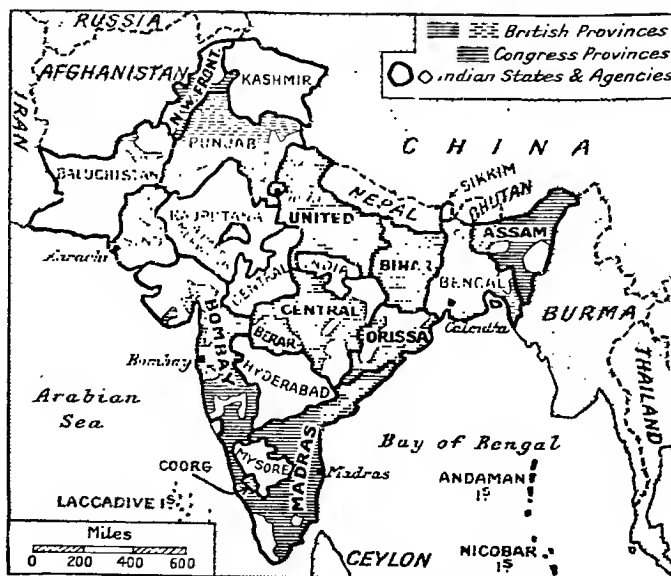 RUSSIA
British Provinces
Congress Provinces
Indian States & Agencies
AFGHANISTAN
N.W. FRONT.
KASHMIR
IRAN
PUNJAB
CHINA
BALUCHISTAN
SIKKIM
BHUTAN
NEPAL
RAJPUTANA
UNITED
ASSAM
Karachi
BIHAR
BENGAL
CENTRAL
INDIA
CENTRAL
BURMA
BOMBAY
BERAR
ORISSA
Calcutta
Bombay
HYDERABAD
THAILAND
Arabian
Sea
Bay of Bengal
MYSORE
MADRAS
Madras
COORG
ANDAMAN
Is
LACCADIVE Is
Miles
0 200 400 600
CEYLON
NICOBAR
Is